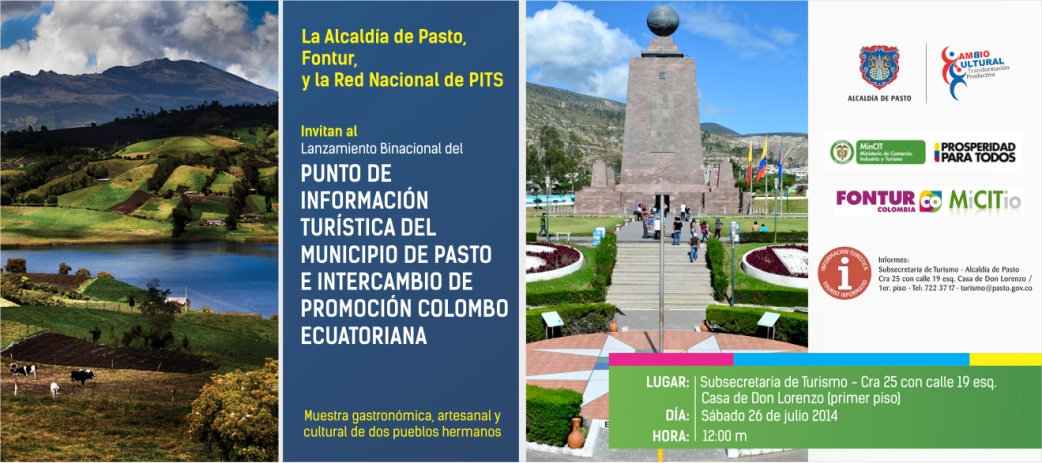 La Alcaldía de Pasto,
Fontur,
y la Red Nacional de PITS
Invitan al
Lanzamiento Binacional del
PUNTO DE
INFORMACIÓN
TURÍSTICA DEL
MUNICIPIO DE PASTO
E INTERCAMBIO DE
PROMOCIÓN COLOMBO
ECUATORIANA
Muestra gastronómica, artesanal y
cultural de dos pueblos hermanos
ALCALDÍA DE PASTO
CAMBIO
CULTURAL
Transformación
Productiva
MinCIT
Ministerio de Comercio,
Industria y Turismo
PROSPERIDAD
PARA TODOS
FONTUR
COLOMBIA
co
MiCITio
INFORMACIÓN TURÍSTICA
i
TOURIST INFORMATION
Informes:
Subsecretaría de Turismo - Alcaldía de Pasto
Cra 25 con calle 19 esq. Casa de Don Lorenzo /
1er. piso · Tel: 722 37 17 · turismo@pasto.gov.co
LUGAR: Subsecretaría de Turismo – Cra 25 con calle 19 esq.
Casa de Don Lorenzo (primer piso)
DÍA: Sábado 26 de julio 2014
HORA: 12:00 m